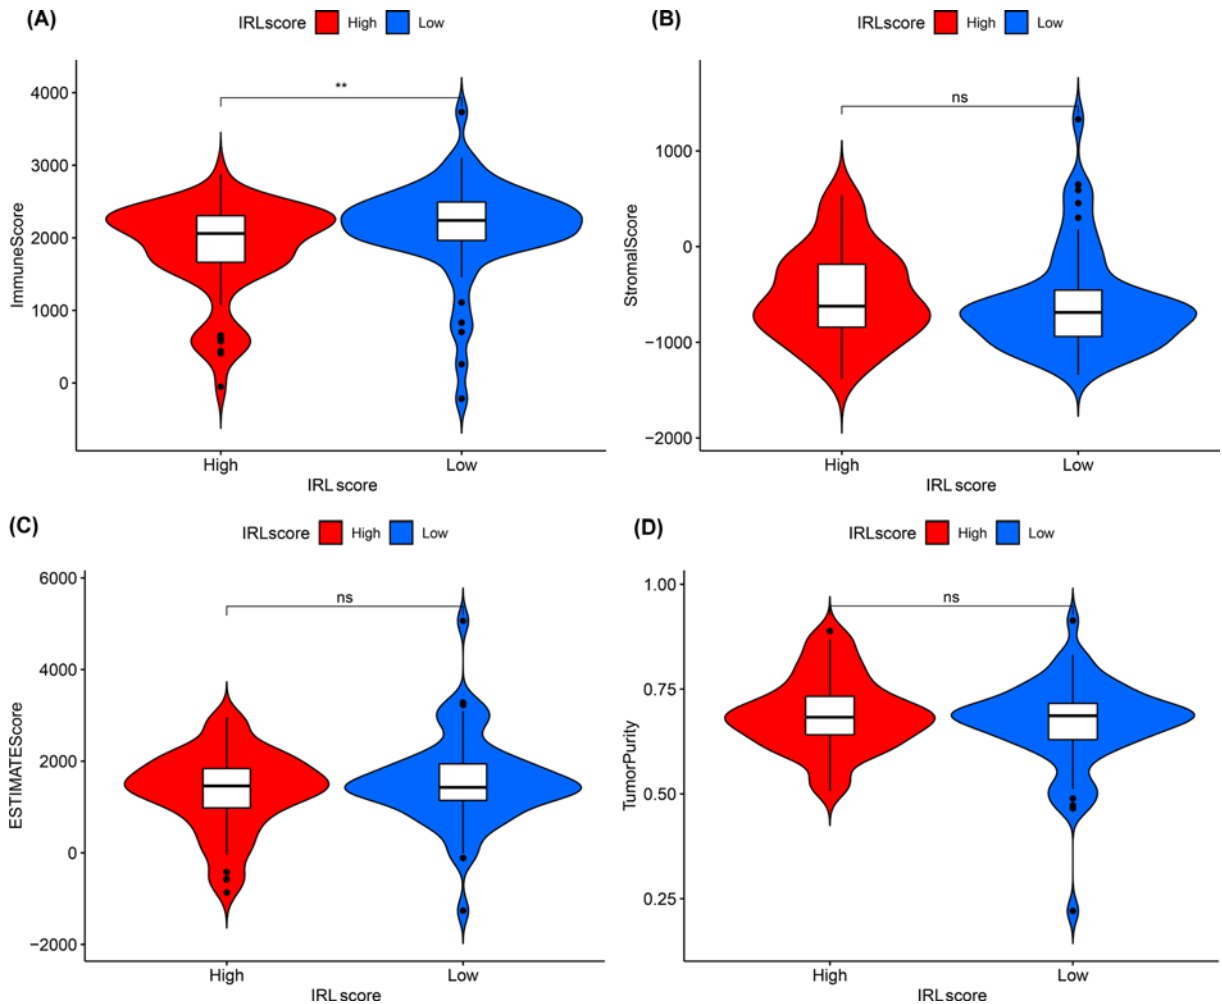 (A)
IRLscore High Low
ImmuneScore
4000
3000
2000
1000
0
**
High Low
IRL score
(B)
IRLscore High Low
StromalScore
1000
0
−1000
−2000
ns
High Low
IRL score
(C)
IRLscore High Low
ESTIMATEScore
6000
4000
2000
0
−2000
ns
High Low
IRL score
(D)
IRLscore High Low
TumorPurity
1.00
0.75
0.50
0.25
ns
High Low
IRL score